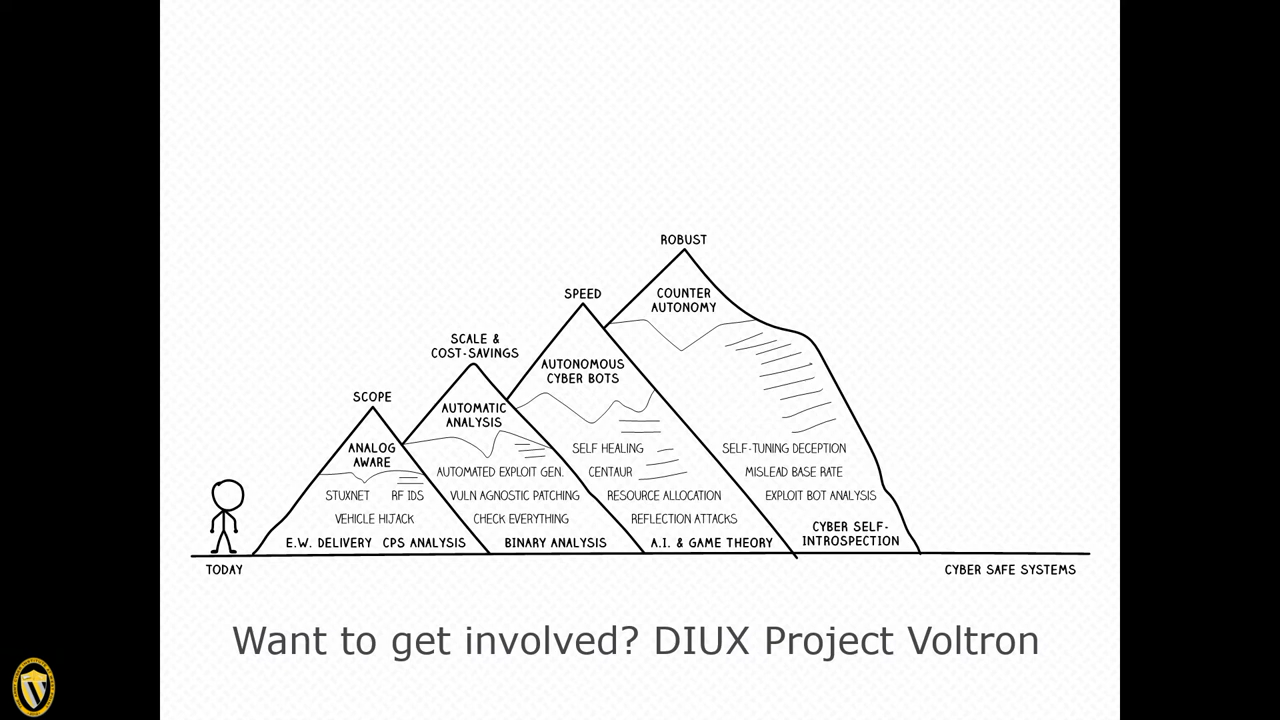 ROBUST
COUNTER
AUTONOMY
SPEED
AUTONOMOUS
CYBER BOTS
SCALE &
COST-SAVINGS
AUTOMATIC
ANALYSIS
SCOPE
ANALOG
AWARE
STUXNET RF IDS
VEHICLE HIJACK
E.W. DELIVERY CPS ANALYSIS
AUTOMATED EXPLOIT GEN.
VULN AGNOSTIC PATCHING
CHECK EVERYTHING
BINARY ANALYSIS
SELF HEALING
CENTAUR
RESOURCE ALLOCATION
REFLECTION ATTACKS
A.I. & GAME THEORY
SELF-TUNING DECEPTION
MISLEAD BASE RATE
EXPLOIT BOT ANALYSIS
CYBER SELF-
INTROSPECTION
TODAY
CYBER SAFE SYSTEMS
Want to get involved? DIUX Project Voltron